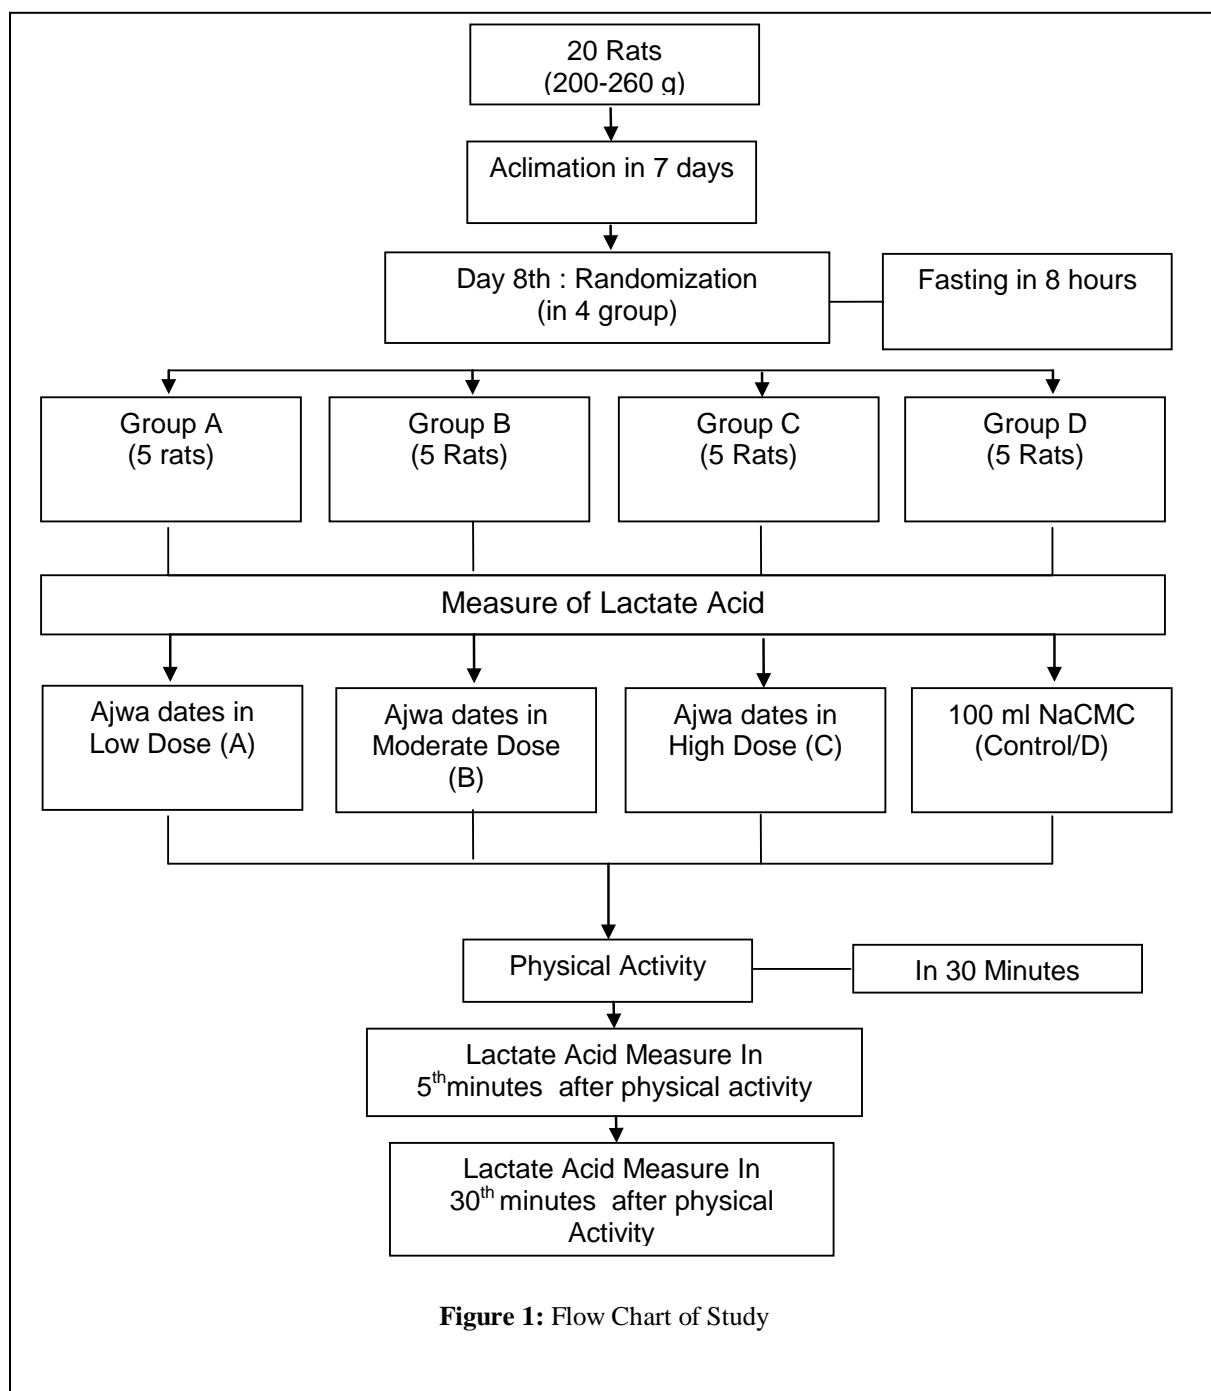 20 Rats
(200-260 g)
Aclimation in 7 days
Day 8th : Randomization
(in 4 group)
Fasting in 8 hours
Group A
(5 rats)
Group B
(5 Rats)
Group C
(5 Rats)
Group D
(5 Rats)
Measure of Lactate Acid
Ajwa dates in
Low Dose (A)
Ajwa dates in
Moderate Dose
(B)
Ajwa dates in
High Dose (C)
100 ml NaCMC
(Control/D)
Physical Activity
In 30 Minutes
Lactate Acid Measure In
5th minutes after physical activity
Lactate Acid Measure In
30th minutes after physical
Activity
Figure 1: Flow Chart of Study